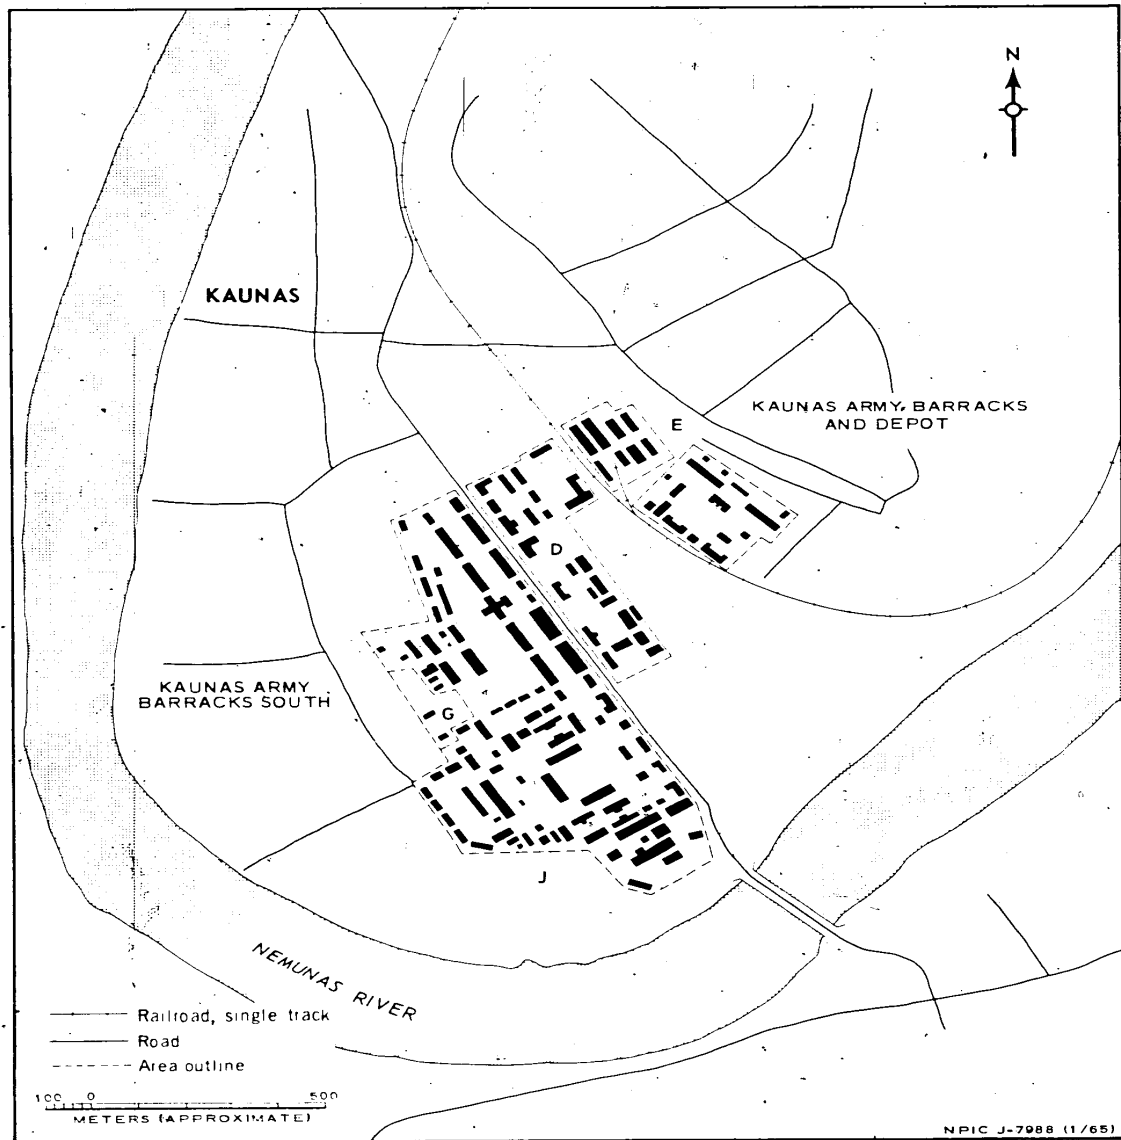 N
KAUNAS
KAUNAS ARMY BARRACKS
AND DEPOT
E
D
KAUNAS ARMY
BARRACKS SOUTH
G
J
NEMUNAS RIVER
Railroad, single track
Road
Area outline
100 0 500
METERS (APPROXIMATE)
NPIC J-7988 (1/65)